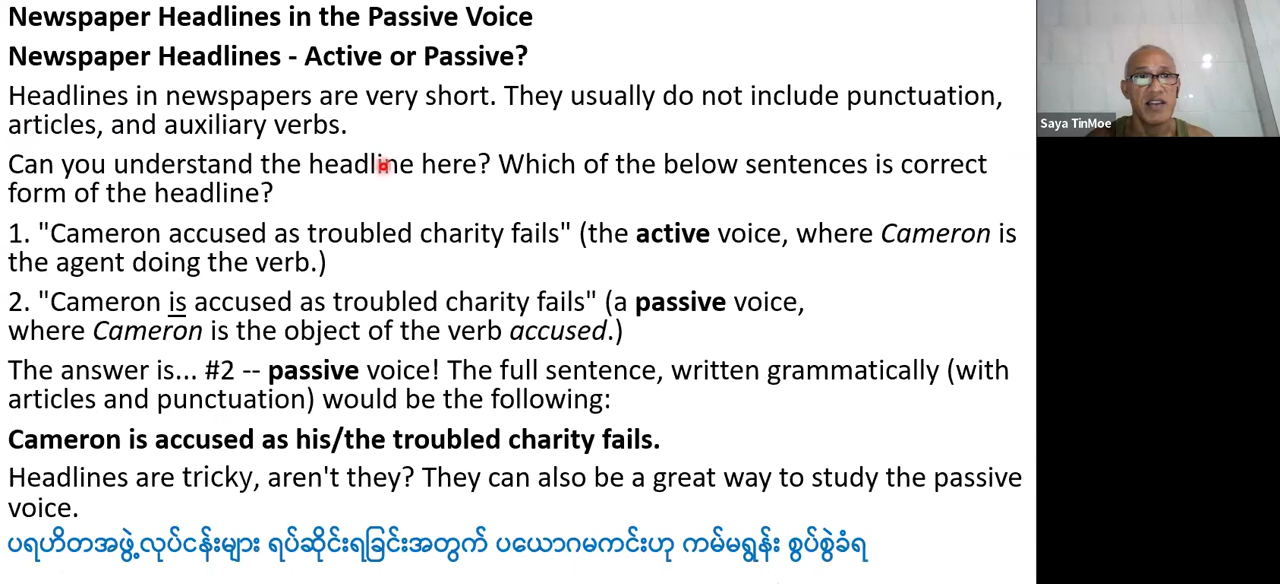 Newspaper Headlines in the Passive Voice
Newspaper Headlines - Active or Passive?
Headlines in newspapers are very short. They usually do not include punctuation,
articles, and auxiliary verbs.
Can you understand the headline here? Which of the below sentences is correct
form of the headline?
1. "Cameron accused as troubled charity fails" (the active voice, where Cameron is
the agent doing the verb.)
2. "Cameron is accused as troubled charity fails" (a passive voice,
where Cameron is the object of the verb accused.)
The answer is... #2 -- passive voice! The full sentence, written grammatically (with
articles and punctuation) would be the following:
Cameron is accused as his/the troubled charity fails.
Headlines are tricky, aren't they? They can also be a great way to study the passive
voice.
ပရဟိတအဖွဲ့လုပ်ငန်းများ ရပ်ဆိုင်းရခြင်းအတွက် ပယောဂမကင်းဟု ကမ်မရွန်း စွပ်စွဲခံရ
Saya TinMoe